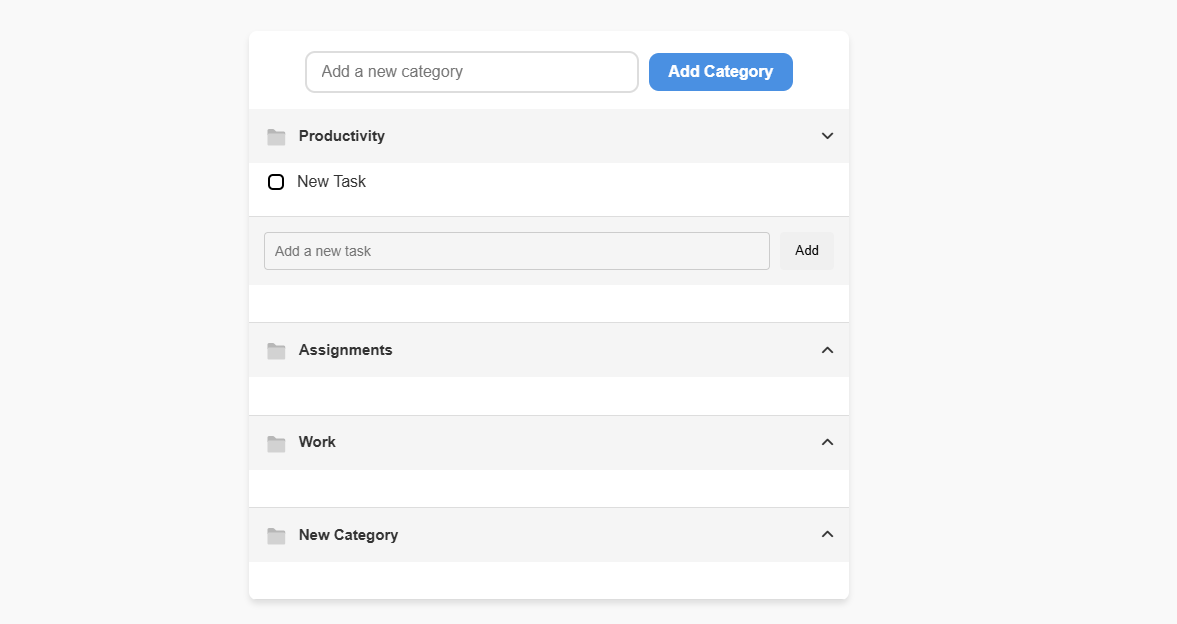 Add a new category
Add Category
Productivity
New Task
Add a new task
Add
Assignments
Work
New Category